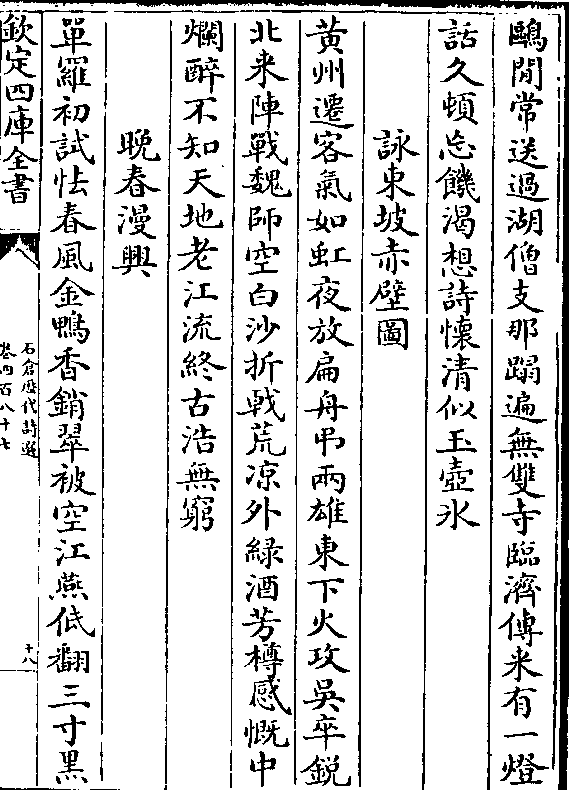 鷗閒常送過湖僧支那蹋遍無雙寺臨濟傳来有一燈
話久頓忘饑渴想詩懷清似玉壺氷
詠東坡赤壁圖
黄州遷客氣如虹夜放扁舟弔兩雄東下火攻吳卒鋭
北来陣戰魏師空白沙折戟荒凉外緑酒芳樽感慨中
爛醉不知天地老江流終古浩無窮
晚春漫興
單羅初試怯春風金鴨香銷翠被空江燕低翻三寸黒
欽定四庫全書
石倉歴代詩選
卷四百八十七
十八